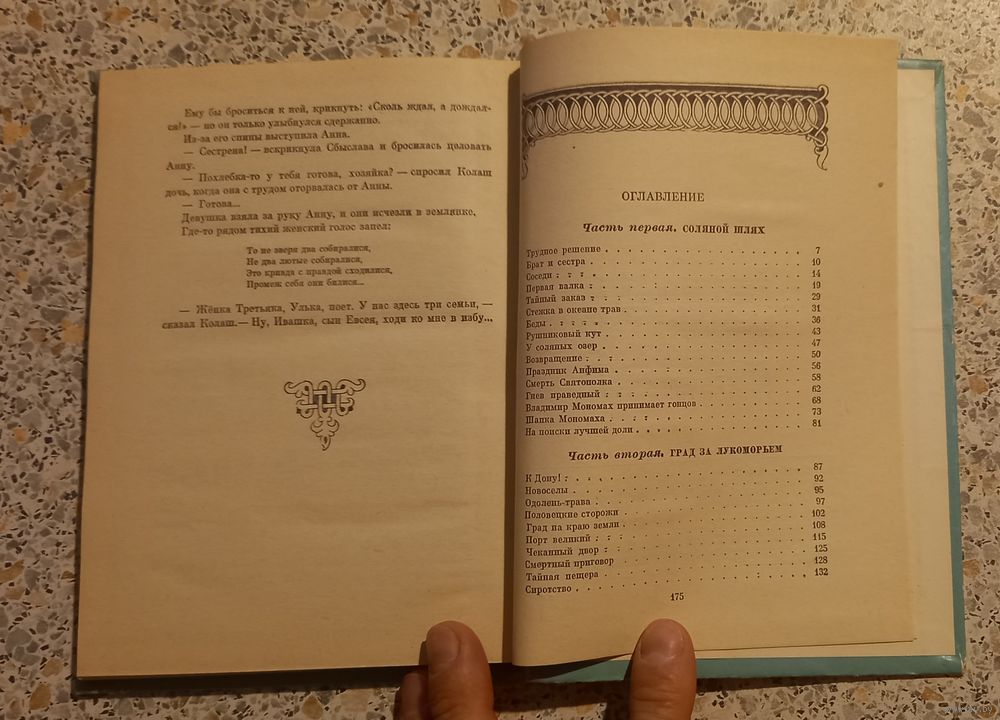 Ему бы броситься к ней, крикнуть: «Сколь ждал, а дождал-
ся!» — но он только улыбнулся сдержанно.
Из-за его спины выступила Анна.
— Сестрена! — вскрикнула Сбыслава и бросилась целовать
Анну.
— Похлебка-то у тебя готова, хозяйка? — спросил Колаш
дочь, когда она с трудом оторвалась от Анны.
— Готова...
Девушка взяла за руку Анну, и они исчезли в землянке.
Где-то рядом тихий женский голос запел:
То не зверя два собиралися,
Не два лютые собиралися,
Это кривда с правдой сходилися,
Промеж себя они билися...
— Жёнка Третьяка, Улька, поет. У нас здесь три семьи, —
сказал Колаш.— Ну, Ивашка, сын Евсея, ходи ко мне в избу...
ОГЛАВЛЕНИЕ
Часть первая. СОЛЯНОЙ ШЛЯХ
Трудное решение . . . . . . . . . . 7
Брат и сестра . . . . . . . . . . 10
Соседи . . . . . . . . . . 14
Первая валка . . . . . . . . . . 19
Тайный заказ . . . . . . . . . . 29
Стежка в океане трав . . . . . . . . . . 31
Беды . . . . . . . . . . 36
Рушниковый кут . . . . . . . . . . 43
У соляных озер . . . . . . . . . . 47
Возвращение . . . . . . . . . . 50
Праздник Анфима . . . . . . . . . . 56
Смерть Святополка . . . . . . . . . . 58
Гнев праведный . . . . . . . . . . 62
Владимир Мономах принимает гонцов . . . . . . . . . . 68
Шапка Мономаха . . . . . . . . . . 73
На поиски лучшей доли . . . . . . . . . . 81
Часть вторая. ГРАД ЗА ЛУКОМОРЬЕМ
К Дону! . . . . . . . . . . 87
Новоселы . . . . . . . . . . 92
Одолень-трава . . . . . . . . . . 95
Половецкие сторожи . . . . . . . . . . 97
Град на краю земли . . . . . . . . . . 102
Порт великий . . . . . . . . . . 108
Чеканный двор . . . . . . . . . . 115
Смертный приговор . . . . . . . . . . 125
Тайная пещера . . . . . . . . . . 128
Сиротство . . . . . . . . . . 132
175